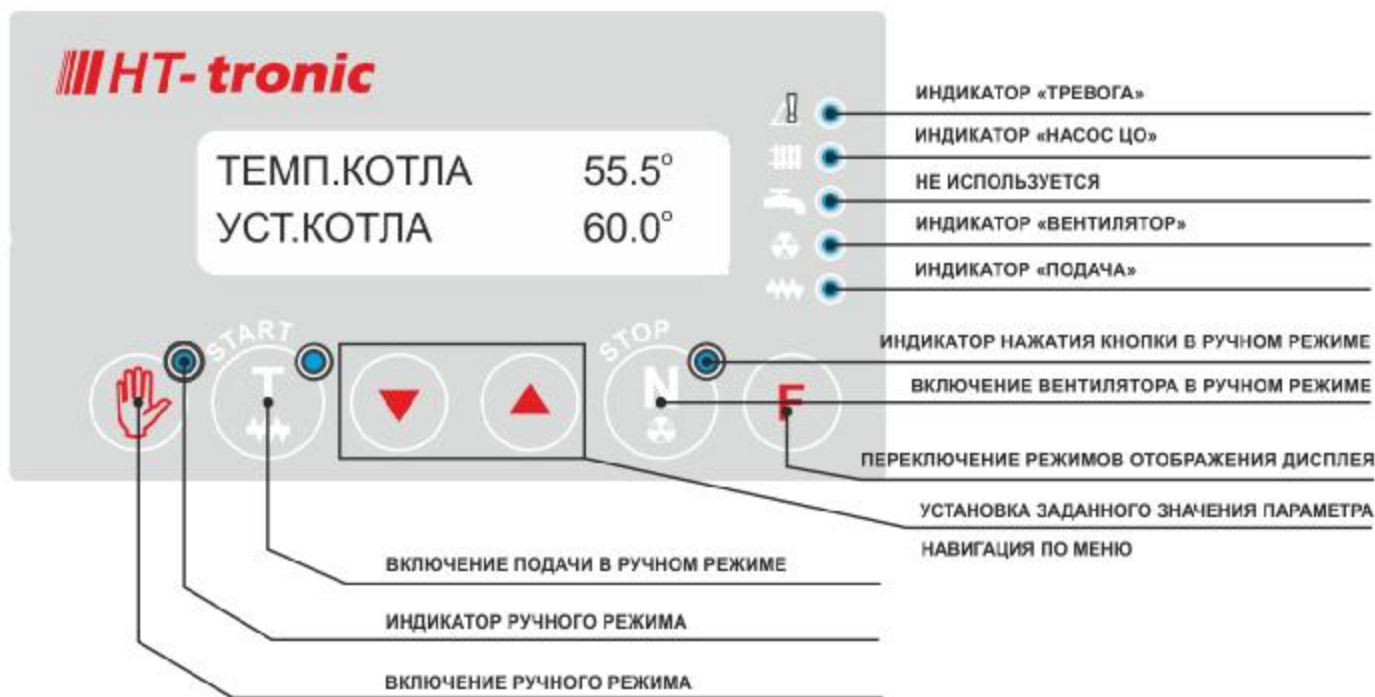 HT-tronic
ТЕМП.КОТЛА 55.5°
УСТ.КОТЛА 60.0°
ИНДИКАТОР «ТРЕВОГА»
ИНДИКАТОР «НАСОС ЦО»
НЕ ИСПОЛЬЗУЕТСЯ
ИНДИКАТОР «ВЕНТИЛЯТОР»
ИНДИКАТОР «ПОДАЧА»
START
T
STOP
N
F
ИНДИКАТОР НАЖАТИЯ КНОПКИ В РУЧНОМ РЕЖИМЕ
ВКЛЮЧЕНИЕ ВЕНТИЛЯТОРА В РУЧНОМ РЕЖИМЕ
ПЕРЕКЛЮЧЕНИЕ РЕЖИМОВ ОТОБРАЖЕНИЯ ДИСПЛЕЯ
УСТАНОВКА ЗАДАННОГО ЗНАЧЕНИЯ ПАРАМЕТРА
НАВИГАЦИЯ ПО МЕНЮ
ВКЛЮЧЕНИЕ ПОДАЧИ В РУЧНОМ РЕЖИМЕ
ИНДИКАТОР РУЧНОГО РЕЖИМА
ВКЛЮЧЕНИЕ РУЧНОГО РЕЖИМА